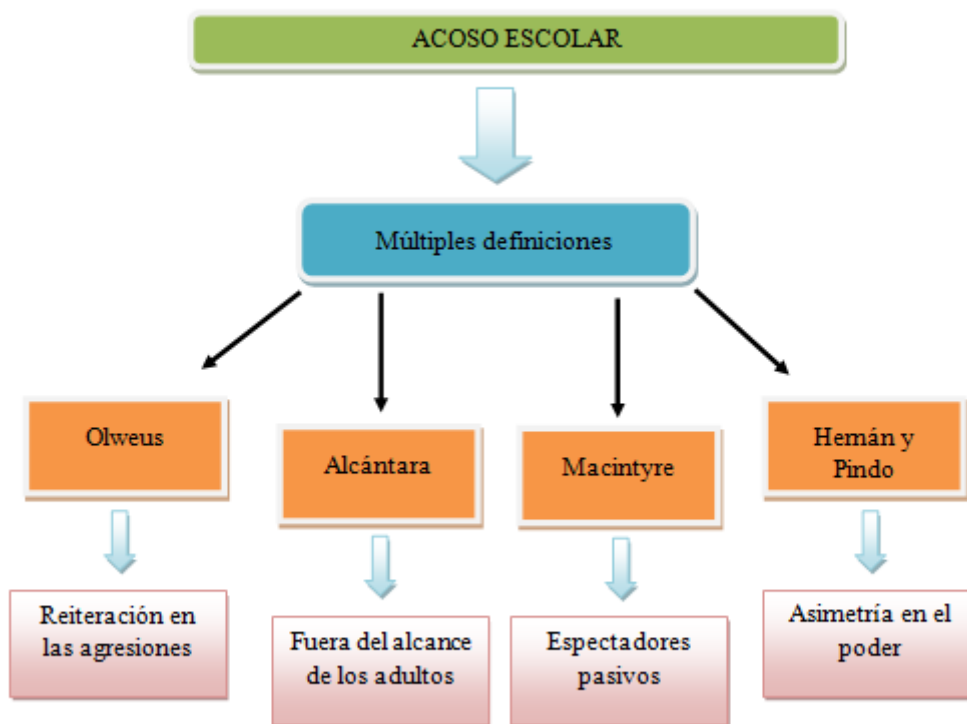 ACOSO ESCOLAR
Múltiples definiciones
Olweus
Alcántara
Macintyre
Hernán y
Pindo
Reiteración en
las agresiones
Fuera del alcance
de los adultos
Espectadores
pasivos
Asimetría en el
poder